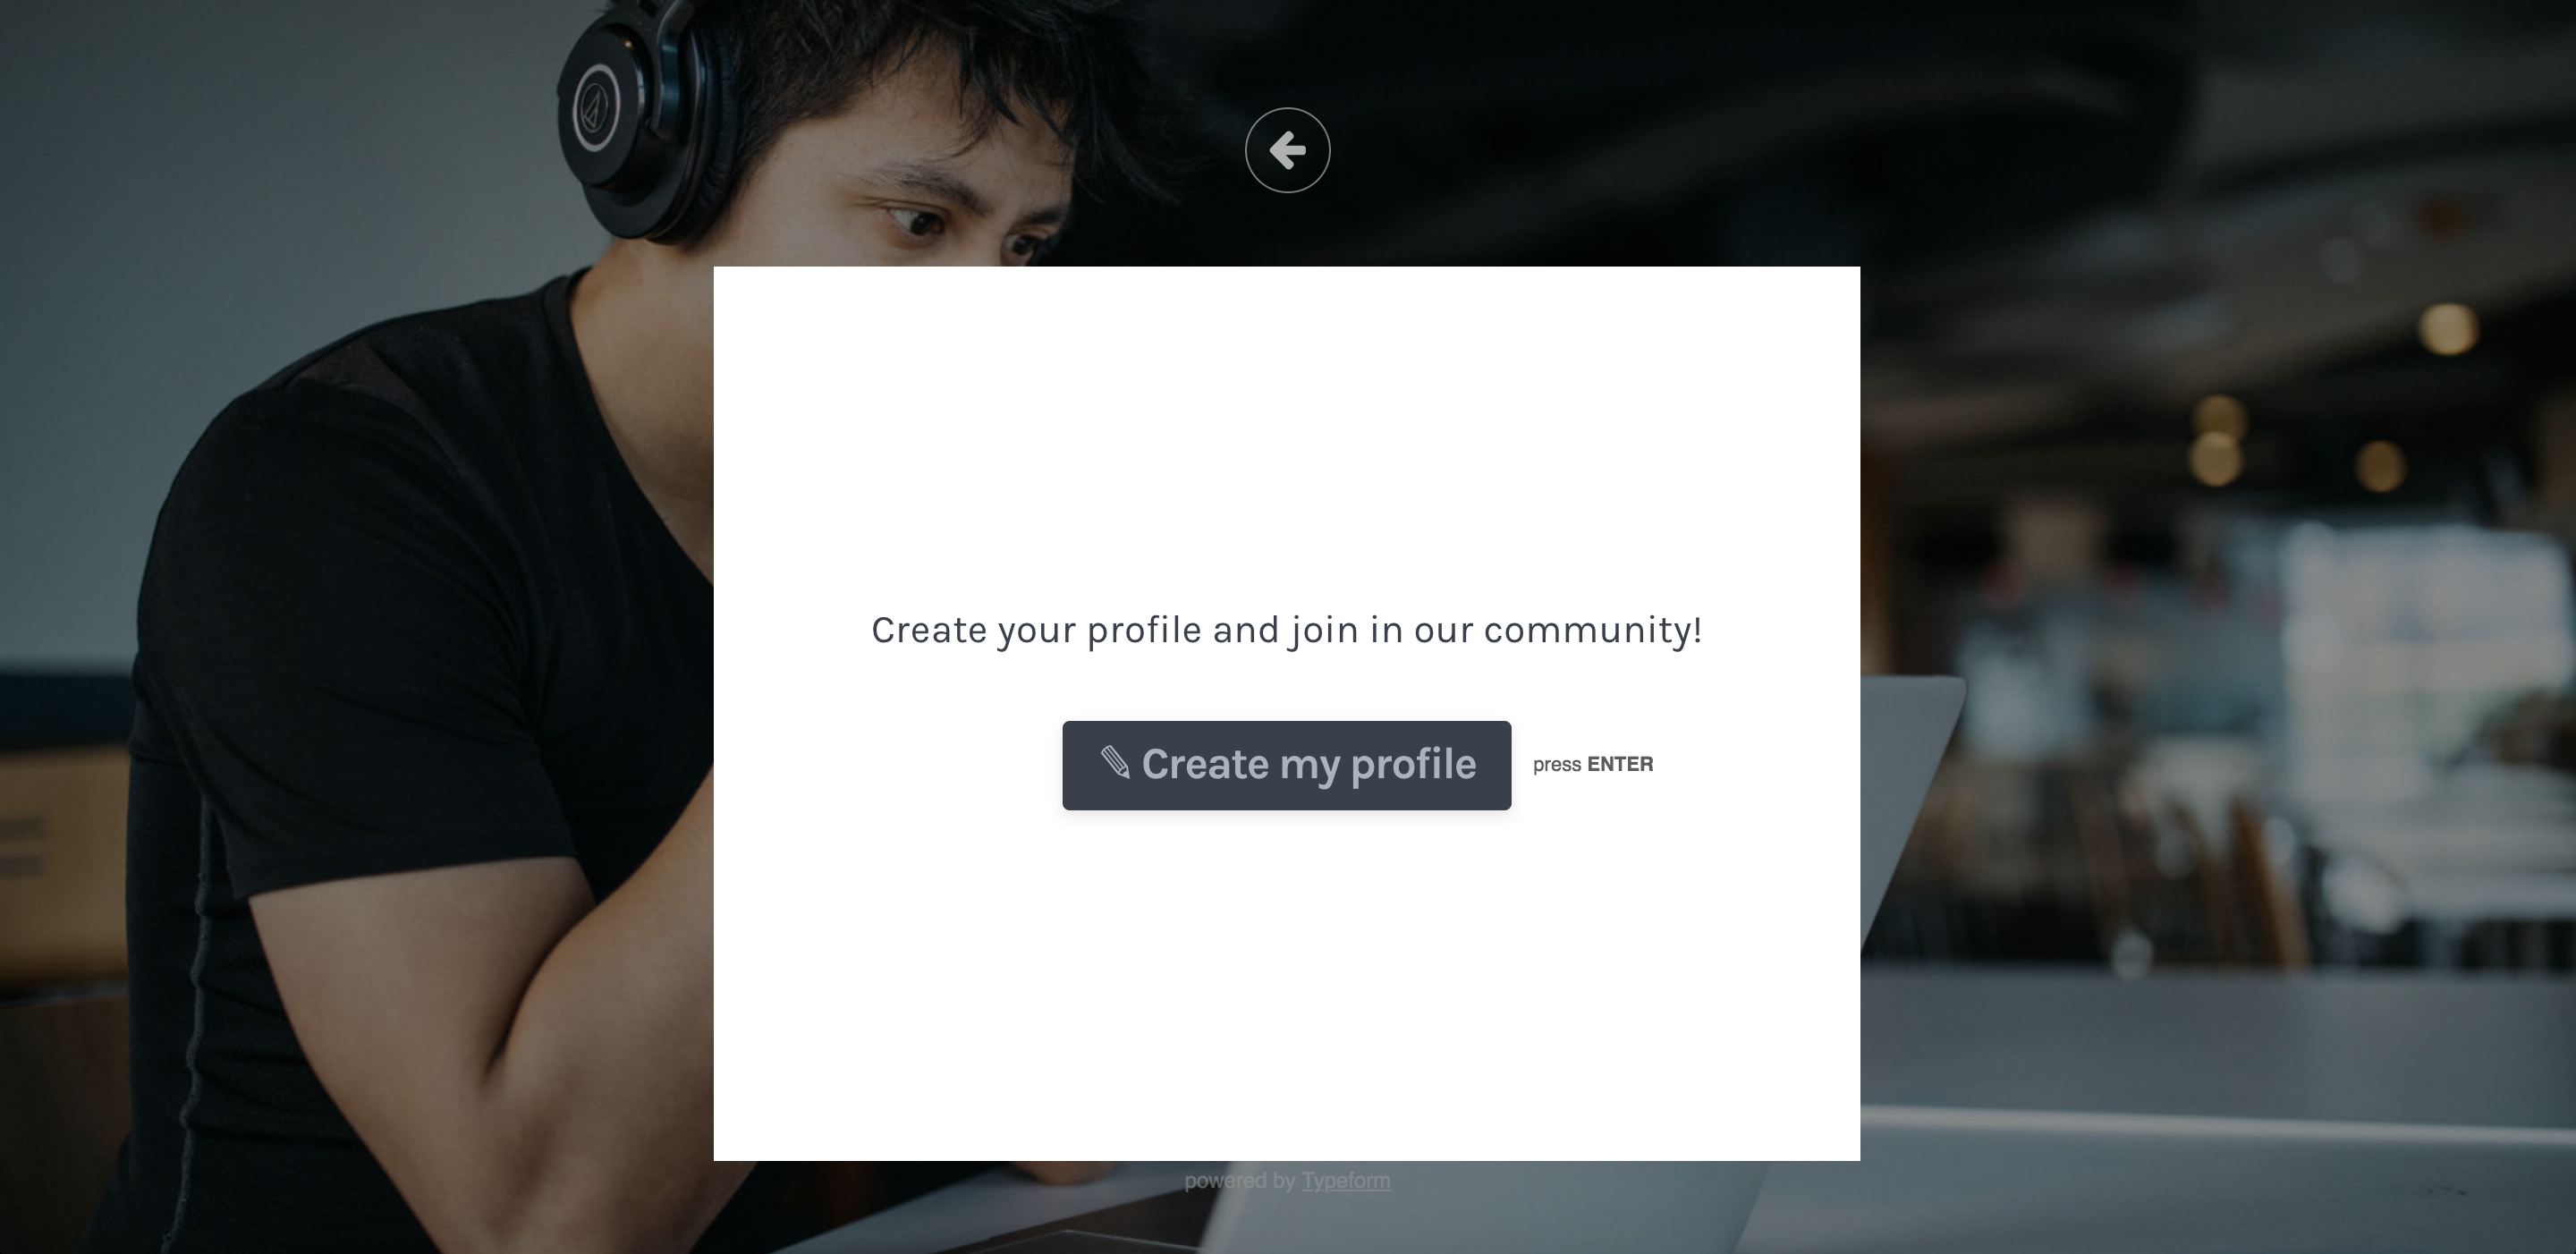 Create your profile and join in our community!
Create my profile
press ENTER
powered by Typeform